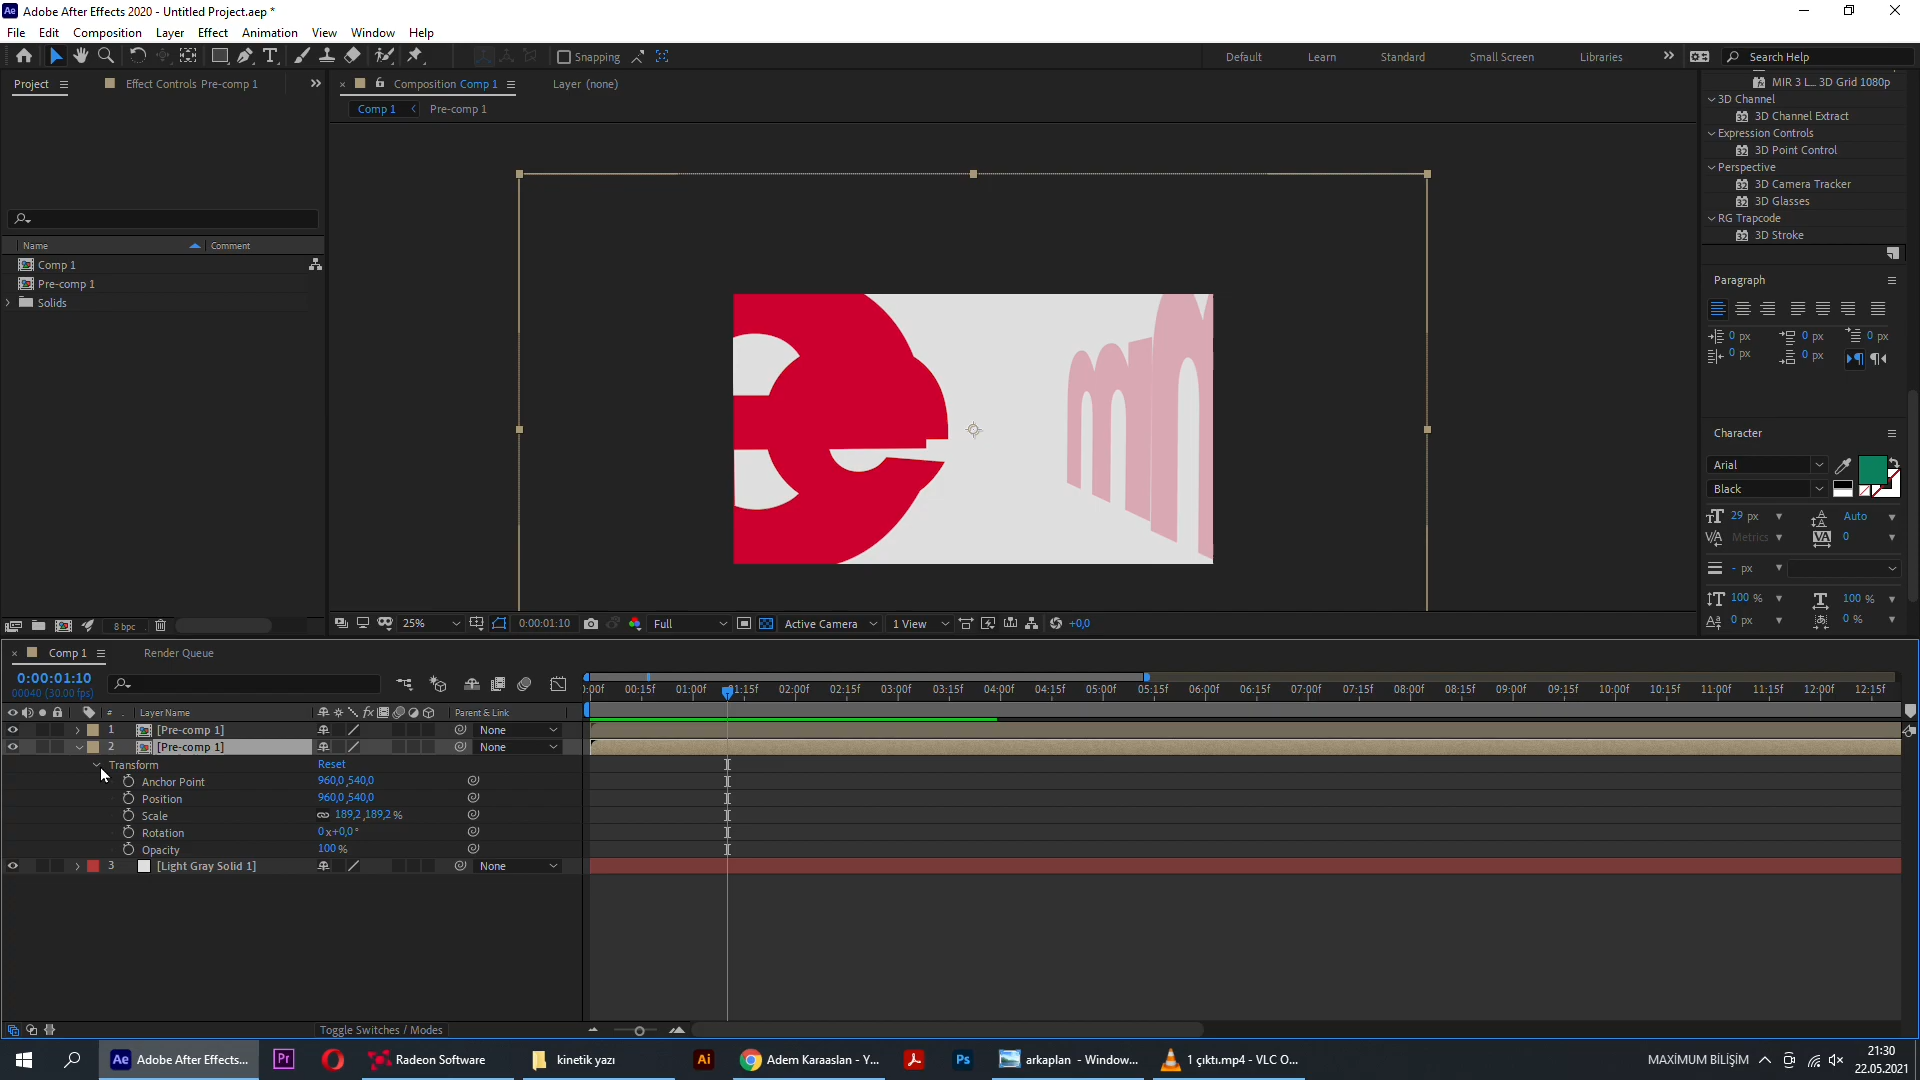 Adobe After Effects 2020 - Untitled Project.aep *
File Edit Composition Layer Effect Animation View Window Help
Snapping
Default Learn Standard Small Screen Libraries Search Help
Project Effect Controls Pre-comp 1
Composition Comp 1 Layer (none)
Comp 1 Pre-comp 1
Name Comment
Comp 1
Pre-comp 1
Solids
8 bpc
e
min
25% 0:00:01:10 Full Active Camera 1 View +0,0
MIR 3 L... 3D Grid 1080p
3D Channel
3D Channel Extract
Expression Controls
3D Point Control
Perspective
3D Camera Tracker
3D Glasses
RG Trapcode
3D Stroke
Paragraph
0 px 0 px 0 px
0 px 0 px
Character
Arial
Black
29 px Auto
Metrics 0
- px
100 % 100 %
0 px 0 %
Comp 1 Render Queue
0:00:01:10
00040 (30.00 fps)
):00f 00:15f 01:00f 01:15f 02:00f 02:15f 03:00f 03:15f 04:00f 04:15f 05:00f 05:15f 06:00f 06:15f 07:00f 07:15f 08:00f 08:15f 09:00f 09:15f 10:00f 10:15f 11:00f 11:15f 12:00f 12:15f
# Layer Name fx Parent & Link
1 [Pre-comp 1] None
2 [Pre-comp 1] None
Transform Reset
Anchor Point 960,0 ,540,0
Position 960,0 ,540,0
Scale 189,2 ,189,2 %
Rotation 0 x +0,0 °
Opacity 100 %
3 [Light Gray Solid 1] None
Toggle Switches / Modes
Adobe After Effects... Radeon Software kinetik yazı Adem Karaaslan - Y... arkaplan - Window... 1 çıktı.mp4 - VLC O... MAXİMUM BİLİŞİM
21:30
22.05.2021